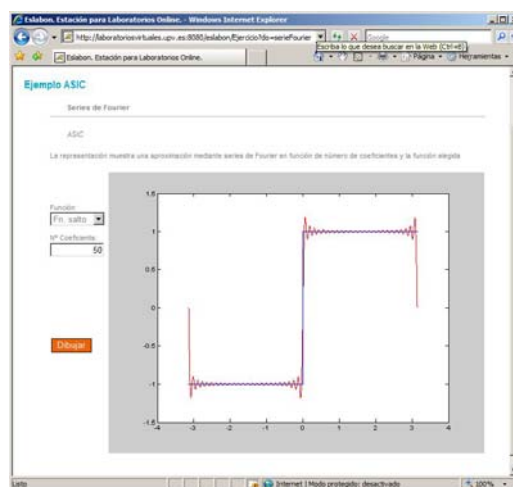 Eslabon. Estación para Laboratorios Online. - Windows Internet Explorer
http://laboratoriosvirtuales.upv.es:8080/eslabon/Ejercicio?do=serieFourier
Google
Escriba lo que desea buscar en la Web (Ctrl+E)
Eslabon. Estación para Laboratorios Online.
Página
Herramientas
Ejemplo ASIC
Series de Fourier
ASIC
La representación muestra una aproximación mediante series de Fourier en función de número de coeficientes y la función elegida
Función
Fn. salto
Nº Coeficiente
50
Dibujar
1.5
1
0.5
0
-0.5
-1
-1.5
-4 -3 -2 -1 0 1 2 3 4
Listo
Internet | Modo protegido: desactivado
100%